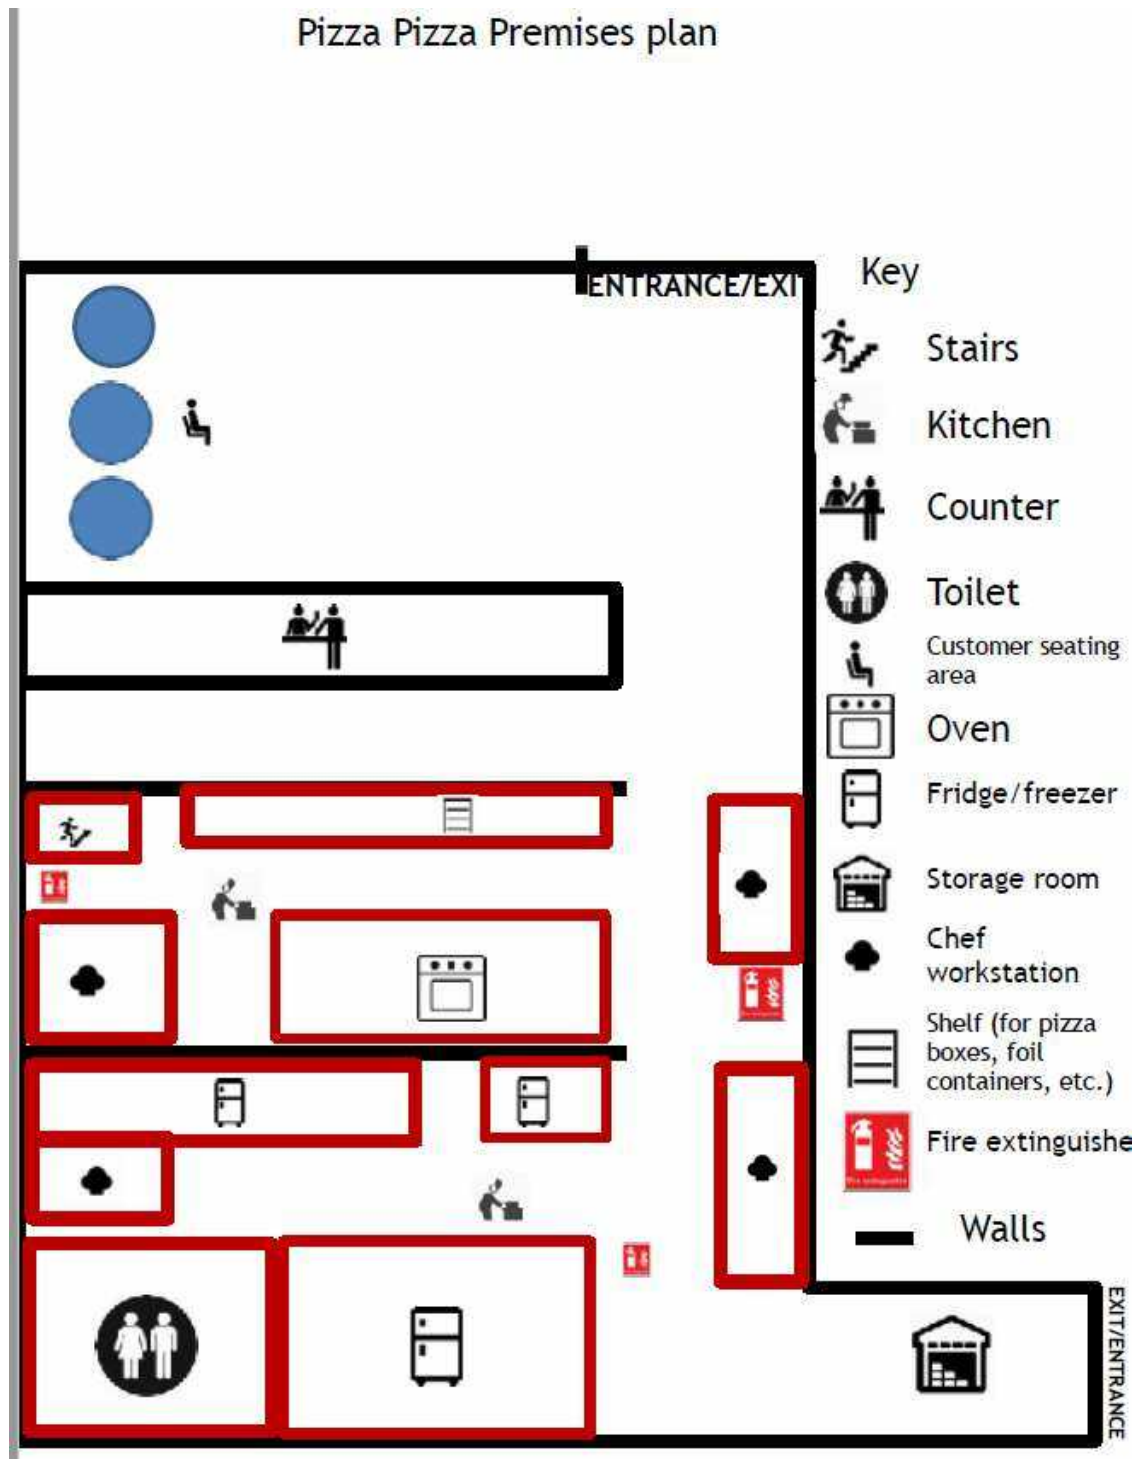 Pizza Pizza Premises plan
ENTRANCE/EXI
Key
Stairs
Kitchen
Counter
Toilet
Customer seating
area
Oven
Fridge/freezer
Storage room
Chef
workstation
Shelf (for pizza
boxes, foil
containers, etc.)
Fire extinguishe
Walls
EXIT/ENTRANCE